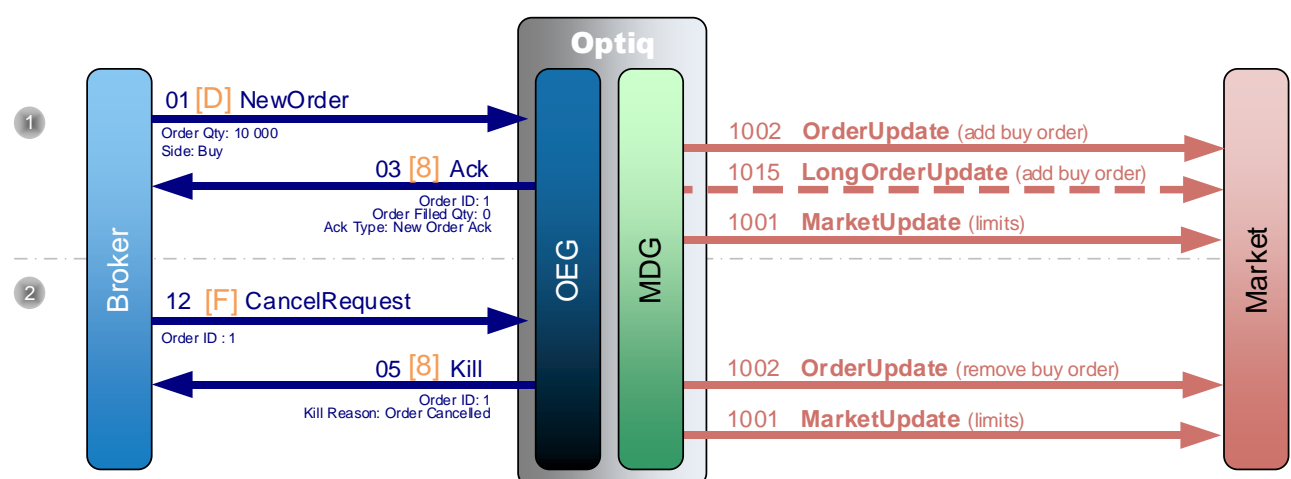 Optiq
1
01 [D] NewOrder
Order Qty: 10 000
Side: Buy
03 [8] Ack
Order ID: 1
Order Filled Qty: 0
Ack Type: New Order Ack
1002 OrderUpdate (add buy order)
1015 LongOrderUpdate (add buy order)
1001 MarketUpdate (limits)
Broker
OEG
MDG
Market
2
12 [F] CancelRequest
Order ID : 1
05 [8] Kill
Order ID: 1
Kill Reason: Order Cancelled
1002 OrderUpdate (remove buy order)
1001 MarketUpdate (limits)